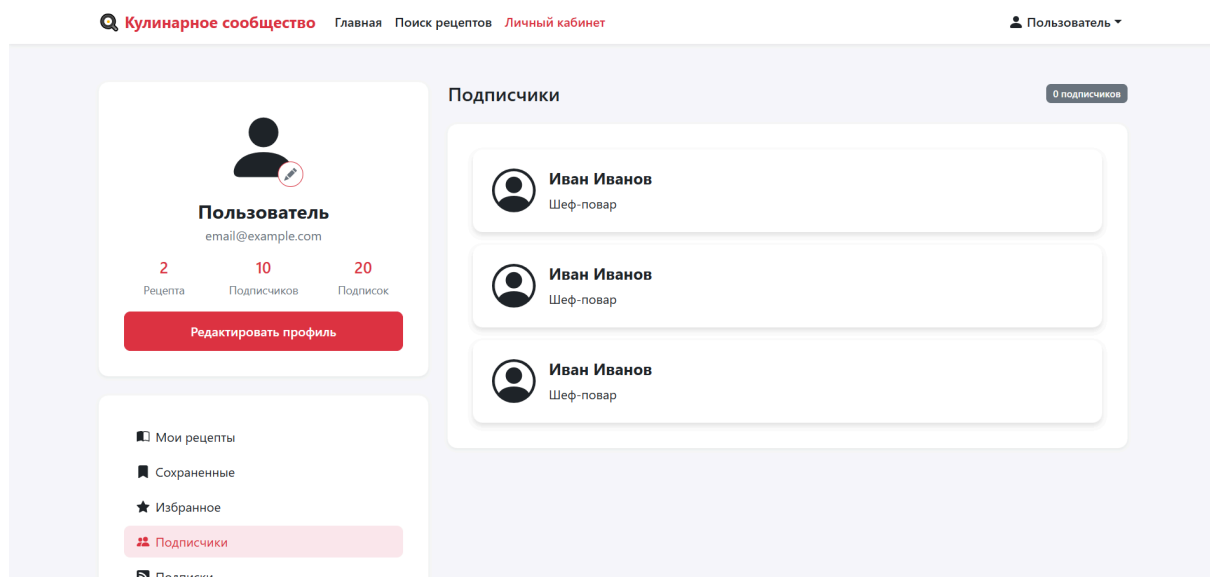 Кулинарное сообщество Главная Поиск рецептов Личный кабинет Пользователь
Пользователь
email@example.com
2 10 20
Рецепта Подписчиков Подписок
Редактировать профиль
Мои рецепты
Сохраненные
Избранное
Подписчики
Подписки
Подписчики 0 подписчиков
Иван Иванов
Шеф-повар
Иван Иванов
Шеф-повар
Иван Иванов
Шеф-повар